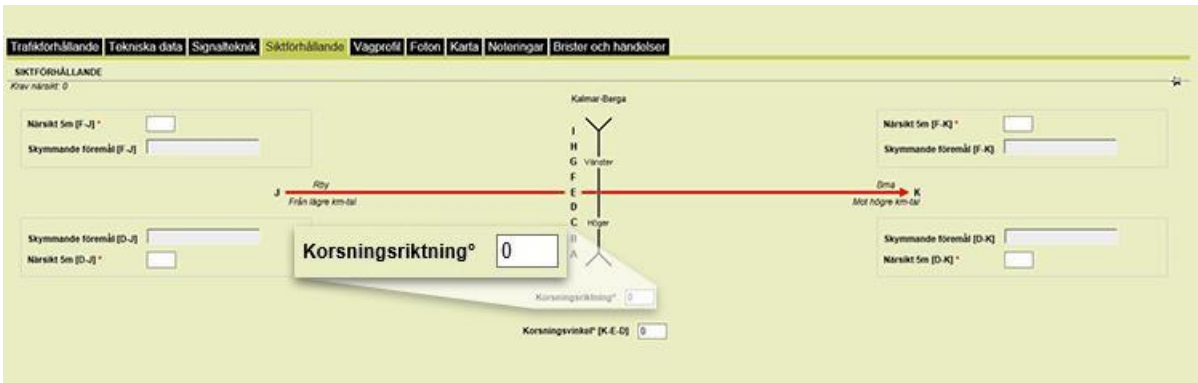 Trafikförhållande Tekniska data Signalteknik Siktförhållande Vägprofil Foton Karta Noteringar Brister och händelser
SIKTFÖRHÅLLANDE
Krav närsikt: 0
Kalmar-Berga
Närsikt 5m [F-J] *
Närsikt 5m [F-K] *
I
H
Skymmande föremål [F-J]
Skymmande föremål [F-K]
G Vänster
F
Rby
Bma
J E K
Från lägre km-tal
Mot högre km-tal
D
C Höger
Skymmande föremål [D-J]
Skymmande föremål [D-K]
B
Korsningsriktning° 0
Närsikt 5m [D-J] *
A
Närsikt 5m [D-K] *
Korsningsriktning° 0
Korsningsvinkel° [K-E-D] 0